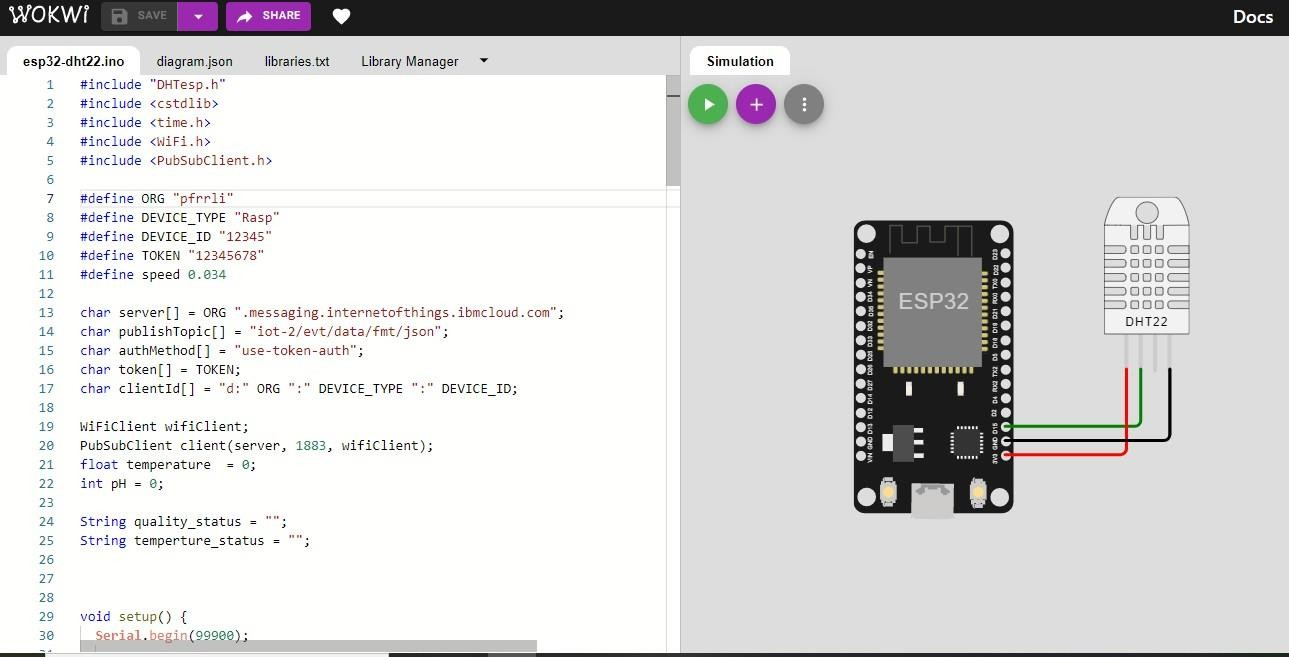 WOKWi SAVE SHARE Docs
esp32-dht22.ino diagram.json libraries.txt Library Manager Simulation
1 #include "DHTesp.h"
2 #include <cstdlib>
3 #include <time.h>
4 #include <WiFi.h>
5 #include <PubSubClient.h>
6
7 #define ORG "pfrrli"
8 #define DEVICE_TYPE "Rasp"
9 #define DEVICE_ID "12345"
10 #define TOKEN "12345678"
11 #define speed 0.034
12
13 char server[] = ORG ".messaging.internetofthings.ibmcloud.com";
14 char publishTopic[] = "iot-2/evt/data/fmt/json";
15 char authMethod[] = "use-token-auth";
16 char token[] = TOKEN;
17 char clientId[] = "d:" ORG ":" DEVICE_TYPE ":" DEVICE_ID;
18
19 WiFiClient wifiClient;
20 PubSubClient client(server, 1883, wifiClient);
21 float temperature  = 0;
22 int pH = 0;
23
24 String quality_status = "";
25 String temperture_status = "";
26
27
28
29 void setup() {
30 Serial.begin(99900);
ESP32
DHT22